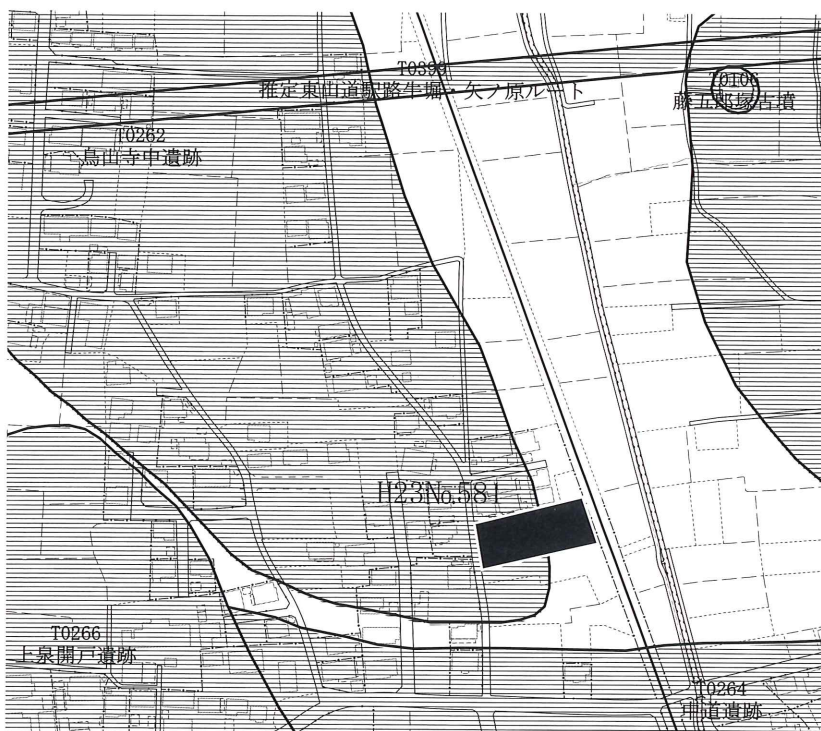 T0399
推定東山道駅路牛堀・矢ノ原ルート
T0106
藤五郎塚古墳
T0262
鳥山寺中遺跡
H23No.581
T0266
上泉開戸遺跡
T0264
中道遺跡